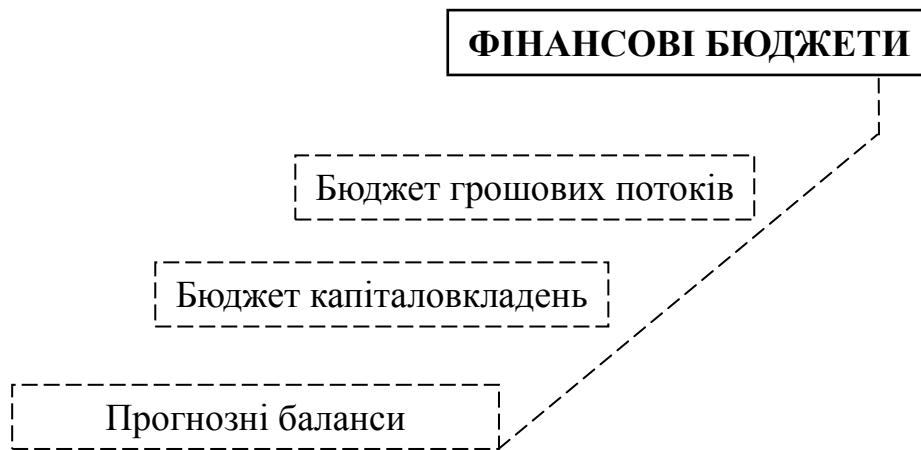 ФІНАНСОВІ БЮДЖЕТИ
Бюджет грошових потоків
Бюджет капіталовкладень
Прогнозні баланси